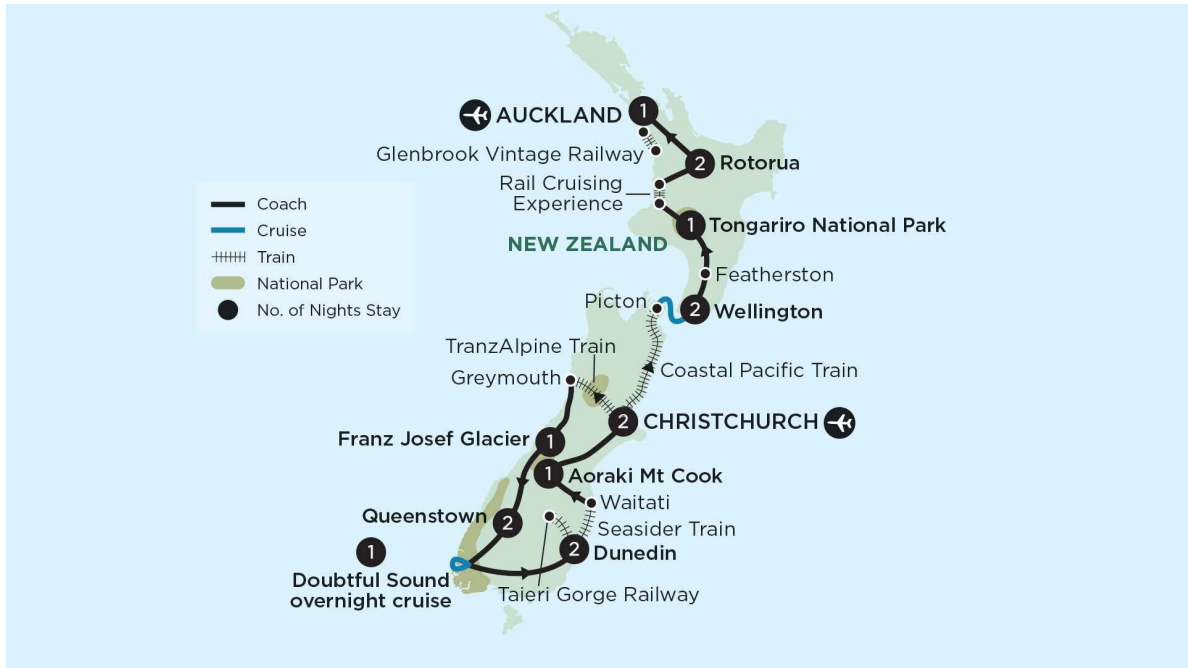 AUCKLAND
1
Glenbrook Vintage Railway
2
Rotorua
Rail Cruising
Experience
1
Tongariro National Park
NEW ZEALAND
Featherston
Picton
2
Wellington
Coach
Cruise
Train
National Park
No. of Nights Stay
TranzAlpine Train
Greymouth
Coastal Pacific Train
2
CHRISTCHURCH
Franz Josef Glacier
1
1
Aoraki Mt Cook
Waitati
Queenstown
2
Seasider Train
2
Dunedin
1
Doubtful Sound
overnight cruise
Taieri Gorge Railway